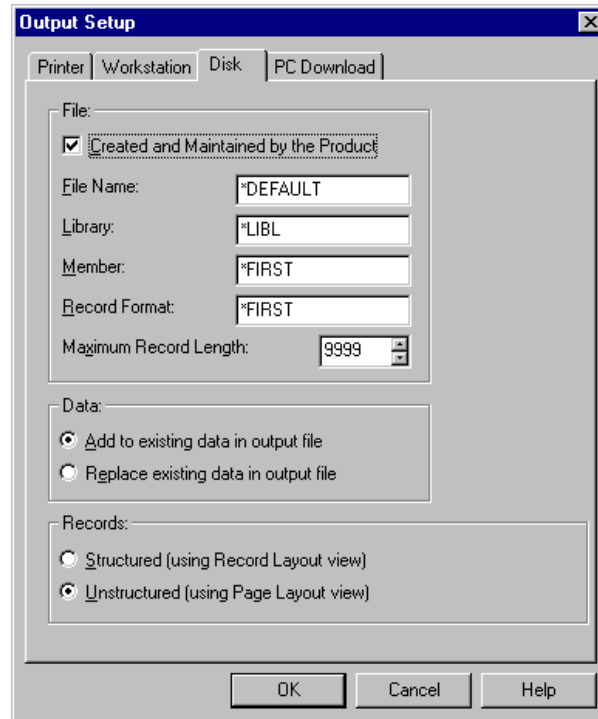 Output Setup
Printer Workstation Disk PC Download
File:
Created and Maintained by the Product
File Name: *DEFAULT
Library: *LIBL
Member: *FIRST
Record Format: *FIRST
Maximum Record Length: 9999
Data:
Add to existing data in output file
Replace existing data in output file
Records:
Structured (using Record Layout view)
Unstructured (using Page Layout view)
OK Cancel Help